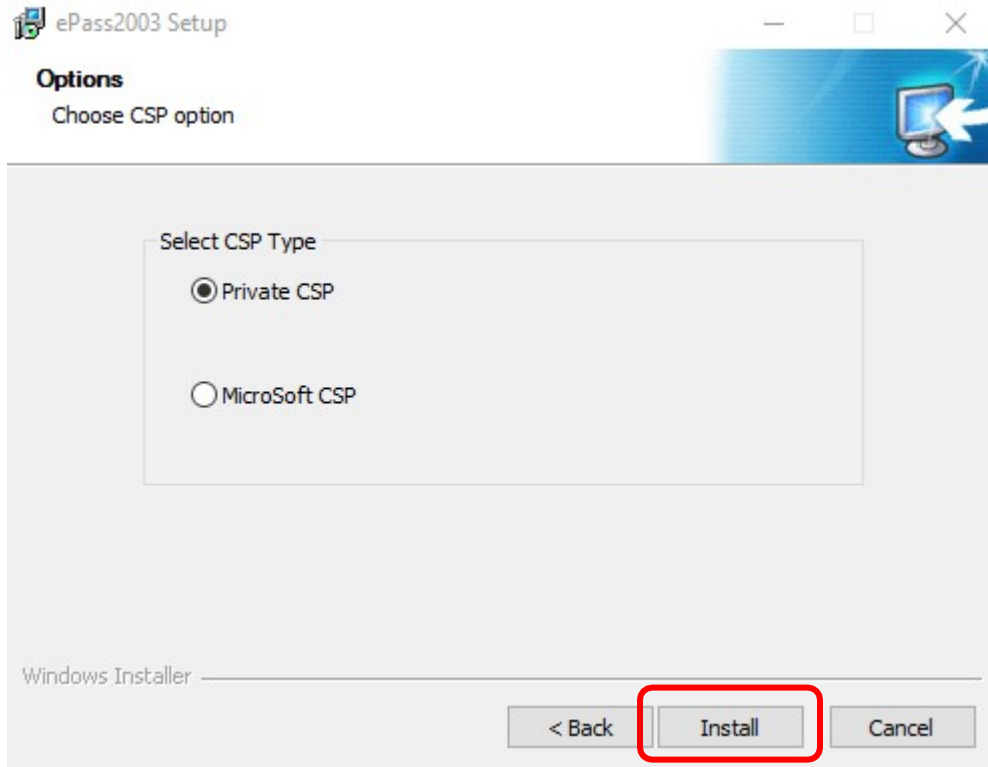 ePass2003 Setup
Options
Choose CSP option
Select CSP Type
Private CSP
MicroSoft CSP
Windows Installer
< Back
Install
Cancel